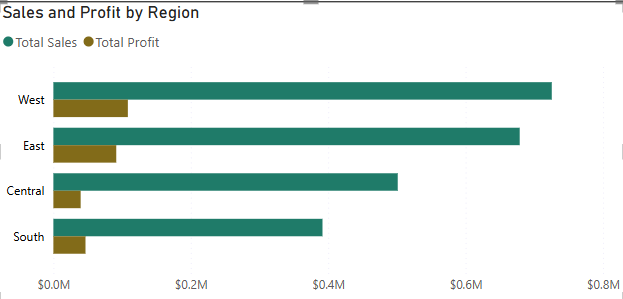 Sales and Profit by Region
Total Sales Total Profit
West
East
Central
South
$0.0M $0.2M $0.4M $0.6M $0.8M